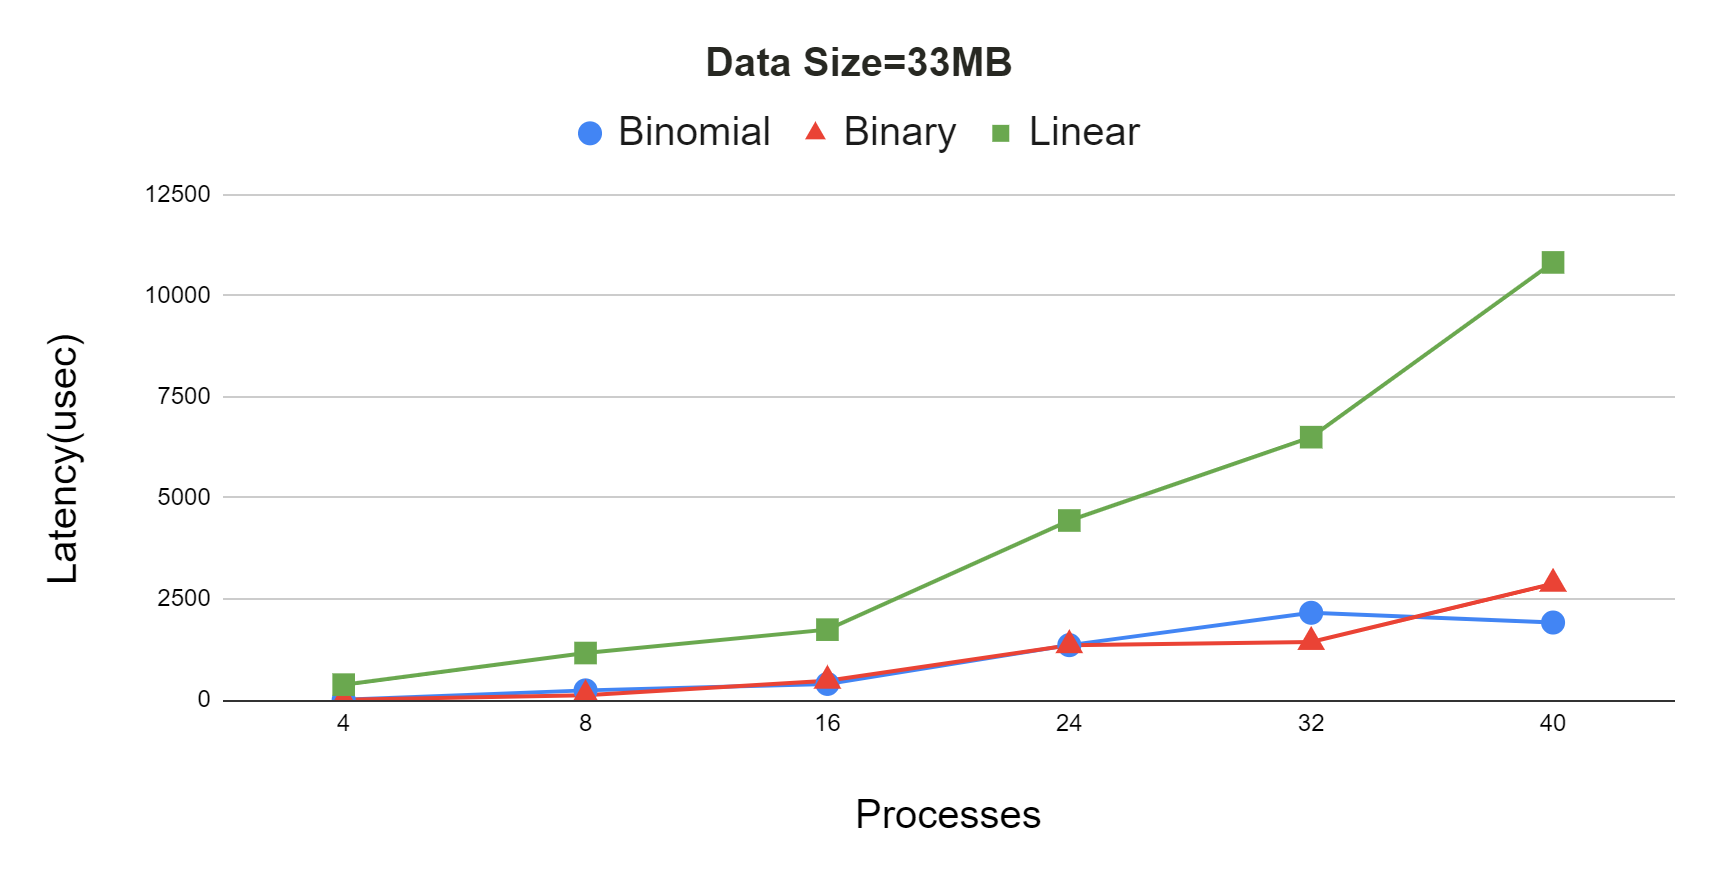 Data Size=33MB
Binomial Binary Linear
12500
10000
7500
5000
2500
0
Latency(usec)
4 8 16 24 32 40
Processes